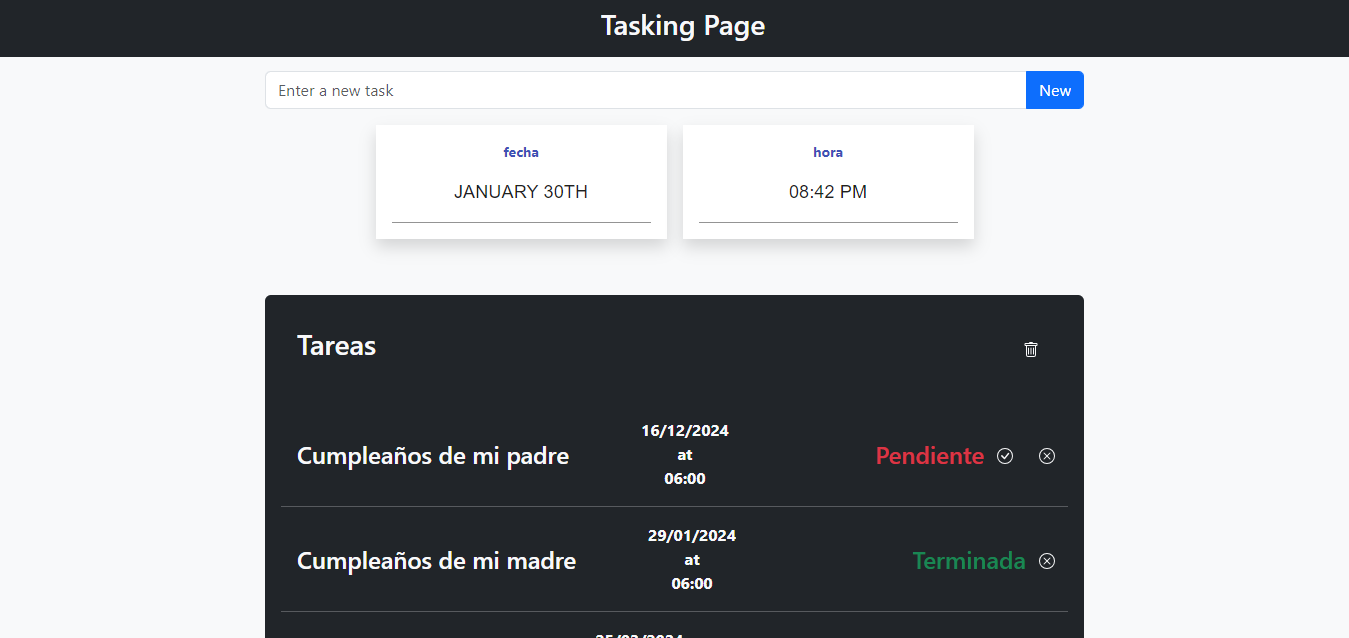 Tasking Page
Enter a new task
New
fecha
hora
JANUARY 30TH
08:42 PM
Tareas
16/12/2024
Cumpleaños de mi padre
at
Pendiente
06:00
29/01/2024
Cumpleaños de mi madre
at
Terminada
06:00